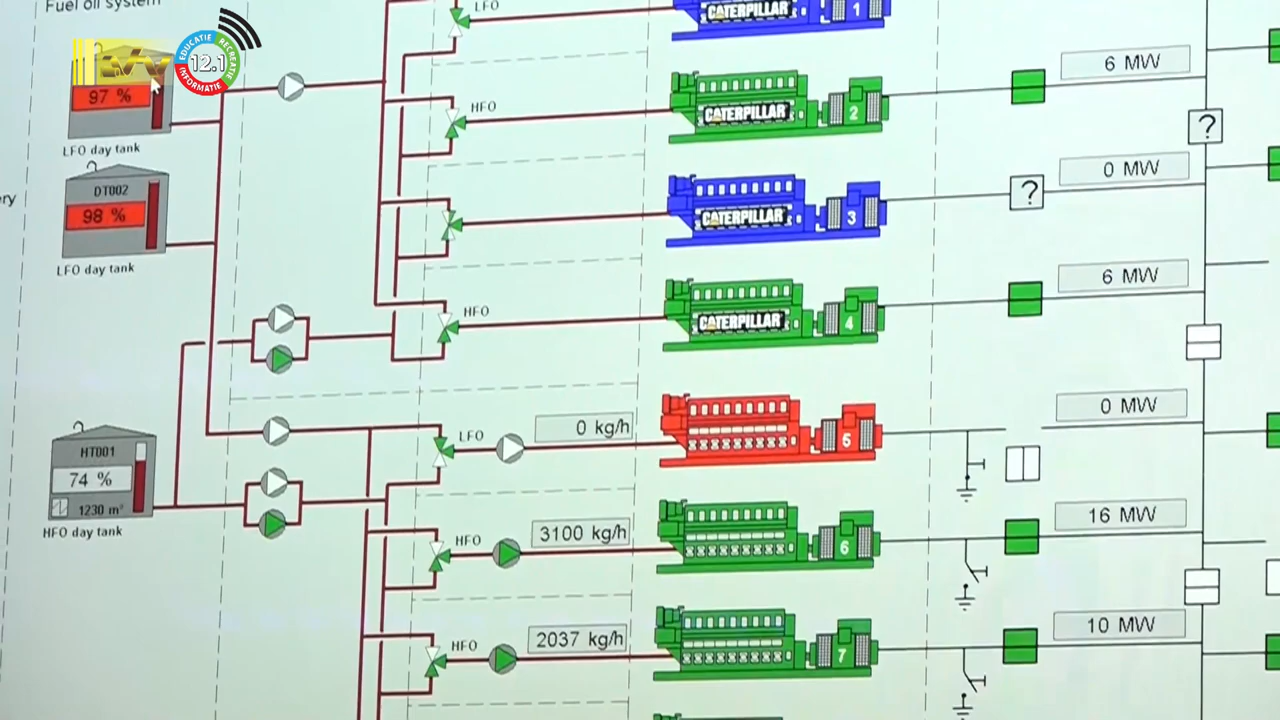 Fuel oil system
EDUCATIE RECREATIE INFORMATIE
12.1
97 %
LFO day tank
DT002
98 %
LFO day tank
HT001
74 %
1230 m³
HFO day tank
LFO
CATERPILLAR
1
HFO
CATERPILLAR
2
6 MW
?
CATERPILLAR
3
?
0 MW
HFO
CATERPILLAR
4
6 MW
LFO
0 kg/h
5
0 MW
HFO
3100 kg/h
6
16 MW
HFO
2037 kg/h
7
10 MW